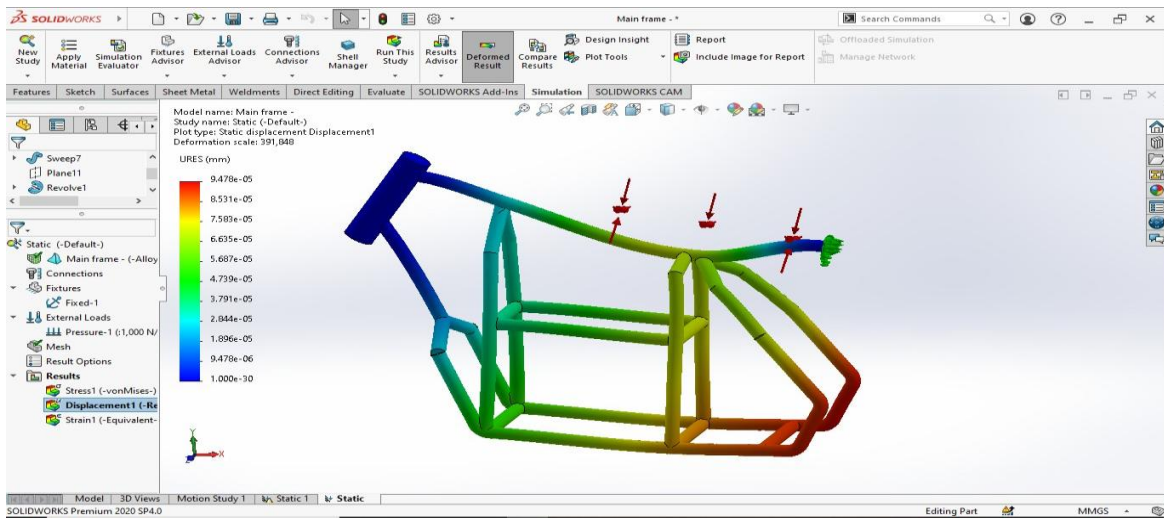 SOLIDWORKS
Main frame - *
Search Commands
New Study
Apply Material
Simulation Evaluator
Fixtures Advisor
External Loads Advisor
Connections Advisor
Shell Manager
Run This Study
Results Advisor
Deformed Result
Compare Results
Design Insight
Plot Tools
Report
Include Image for Report
Offloaded Simulation
Manage Network
Features Sketch Surfaces Sheet Metal Weldments Direct Editing Evaluate SOLIDWORKS Add-Ins Simulation SOLIDWORKS CAM
Model name: Main frame -
Study name: Static (-Default-)
Plot type: Static displacement Displacement1
Deformation scale: 391,848
URES (mm)
9.478e-05
8.531e-05
7.583e-05
6.635e-05
5.687e-05
4.739e-05
3.791e-05
2.844e-05
1.896e-05
9.478e-06
1.000e-30
Sweep7
Plane11
Revolve1
Static (-Default-)
Main frame - (-Alloy
Connections
Fixtures
Fixed-1
External Loads
Pressure-1 (:1,000 N/
Mesh
Result Options
Results
Stress1 (-vonMises-)
Displacement1 (-Re
Strain1 (-Equivalent-
Y
X
Model 3D Views Motion Study 1 Static 1 Static
SOLIDWORKS Premium 2020 SP4.0
Editing Part
MMGS